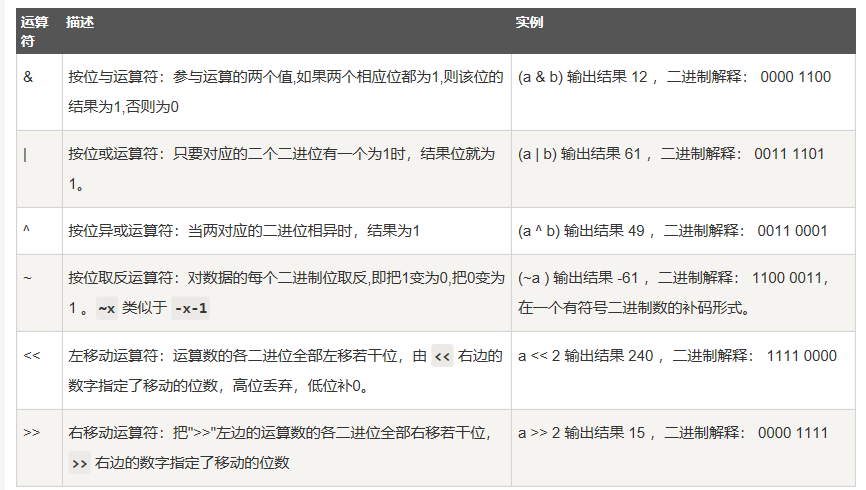 运算符 描述 实例
& 按位与运算符：参与运算的两个值,如果两个相应位都为1,则该位的 (a & b) 输出结果 12 ，二进制解释： 0000 1100
结果为1,否则为0
| 按位或运算符：只要对应的二个二进位有一个为1时，结果位就为 (a | b) 输出结果 61 ，二进制解释： 0011 1101
1。
^ 按位异或运算符：当两对应的二进位相异时，结果为1 (a ^ b) 输出结果 49 ，二进制解释： 0011 0001
~ 按位取反运算符：对数据的每个二进制位取反,即把1变为0,把0变为 (~a ) 输出结果 -61 ，二进制解释： 1100 0011，
1 。~x 类似于 -x-1 在一个有符号二进制数的补码形式。
<< 左移动运算符：运算数的各二进位全部左移若干位，由 << 右边的 a << 2 输出结果 240 ，二进制解释： 1111 0000
数字指定了移动的位数，高位丢弃，低位补0。
>> 右移动运算符：把">>"左边的运算数的各二进位全部右移若干位， a >> 2 输出结果 15 ，二进制解释： 0000 1111
>> 右边的数字指定了移动的位数